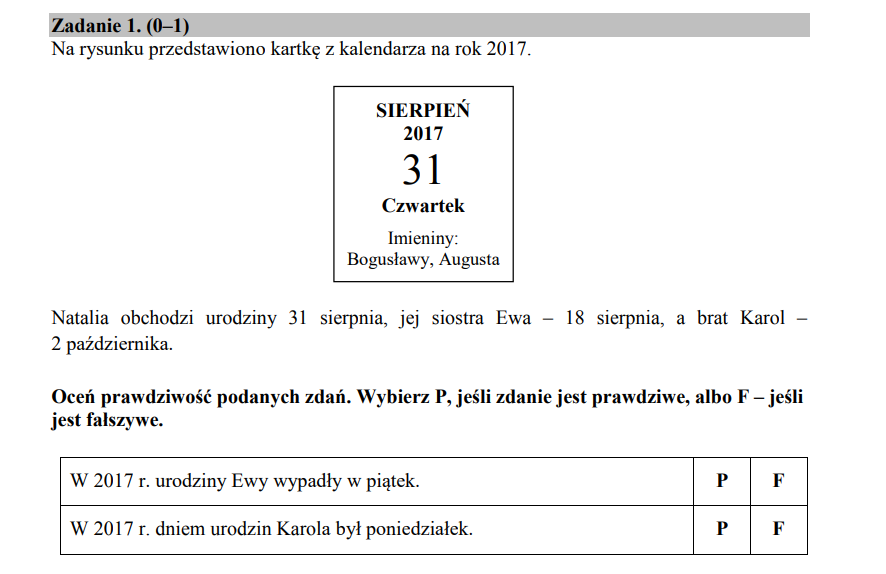 Zadanie 1. (0–1)
Na rysunku przedstawiono kartkę z kalendarza na rok 2017.
SIERPIEŃ
2017
31
Czwartek
Imieniny:
Bogusławy, Augusta
Natalia obchodzi urodziny 31 sierpnia, jej siostra Ewa – 18 sierpnia, a brat Karol –
2 października.
Oceń prawdziwość podanych zdań. Wybierz P, jeśli zdanie jest prawdziwe, albo F – jeśli
jest fałszywe.
W 2017 r. urodziny Ewy wypadły w piątek. P F
W 2017 r. dniem urodzin Karola był poniedziałek. P F